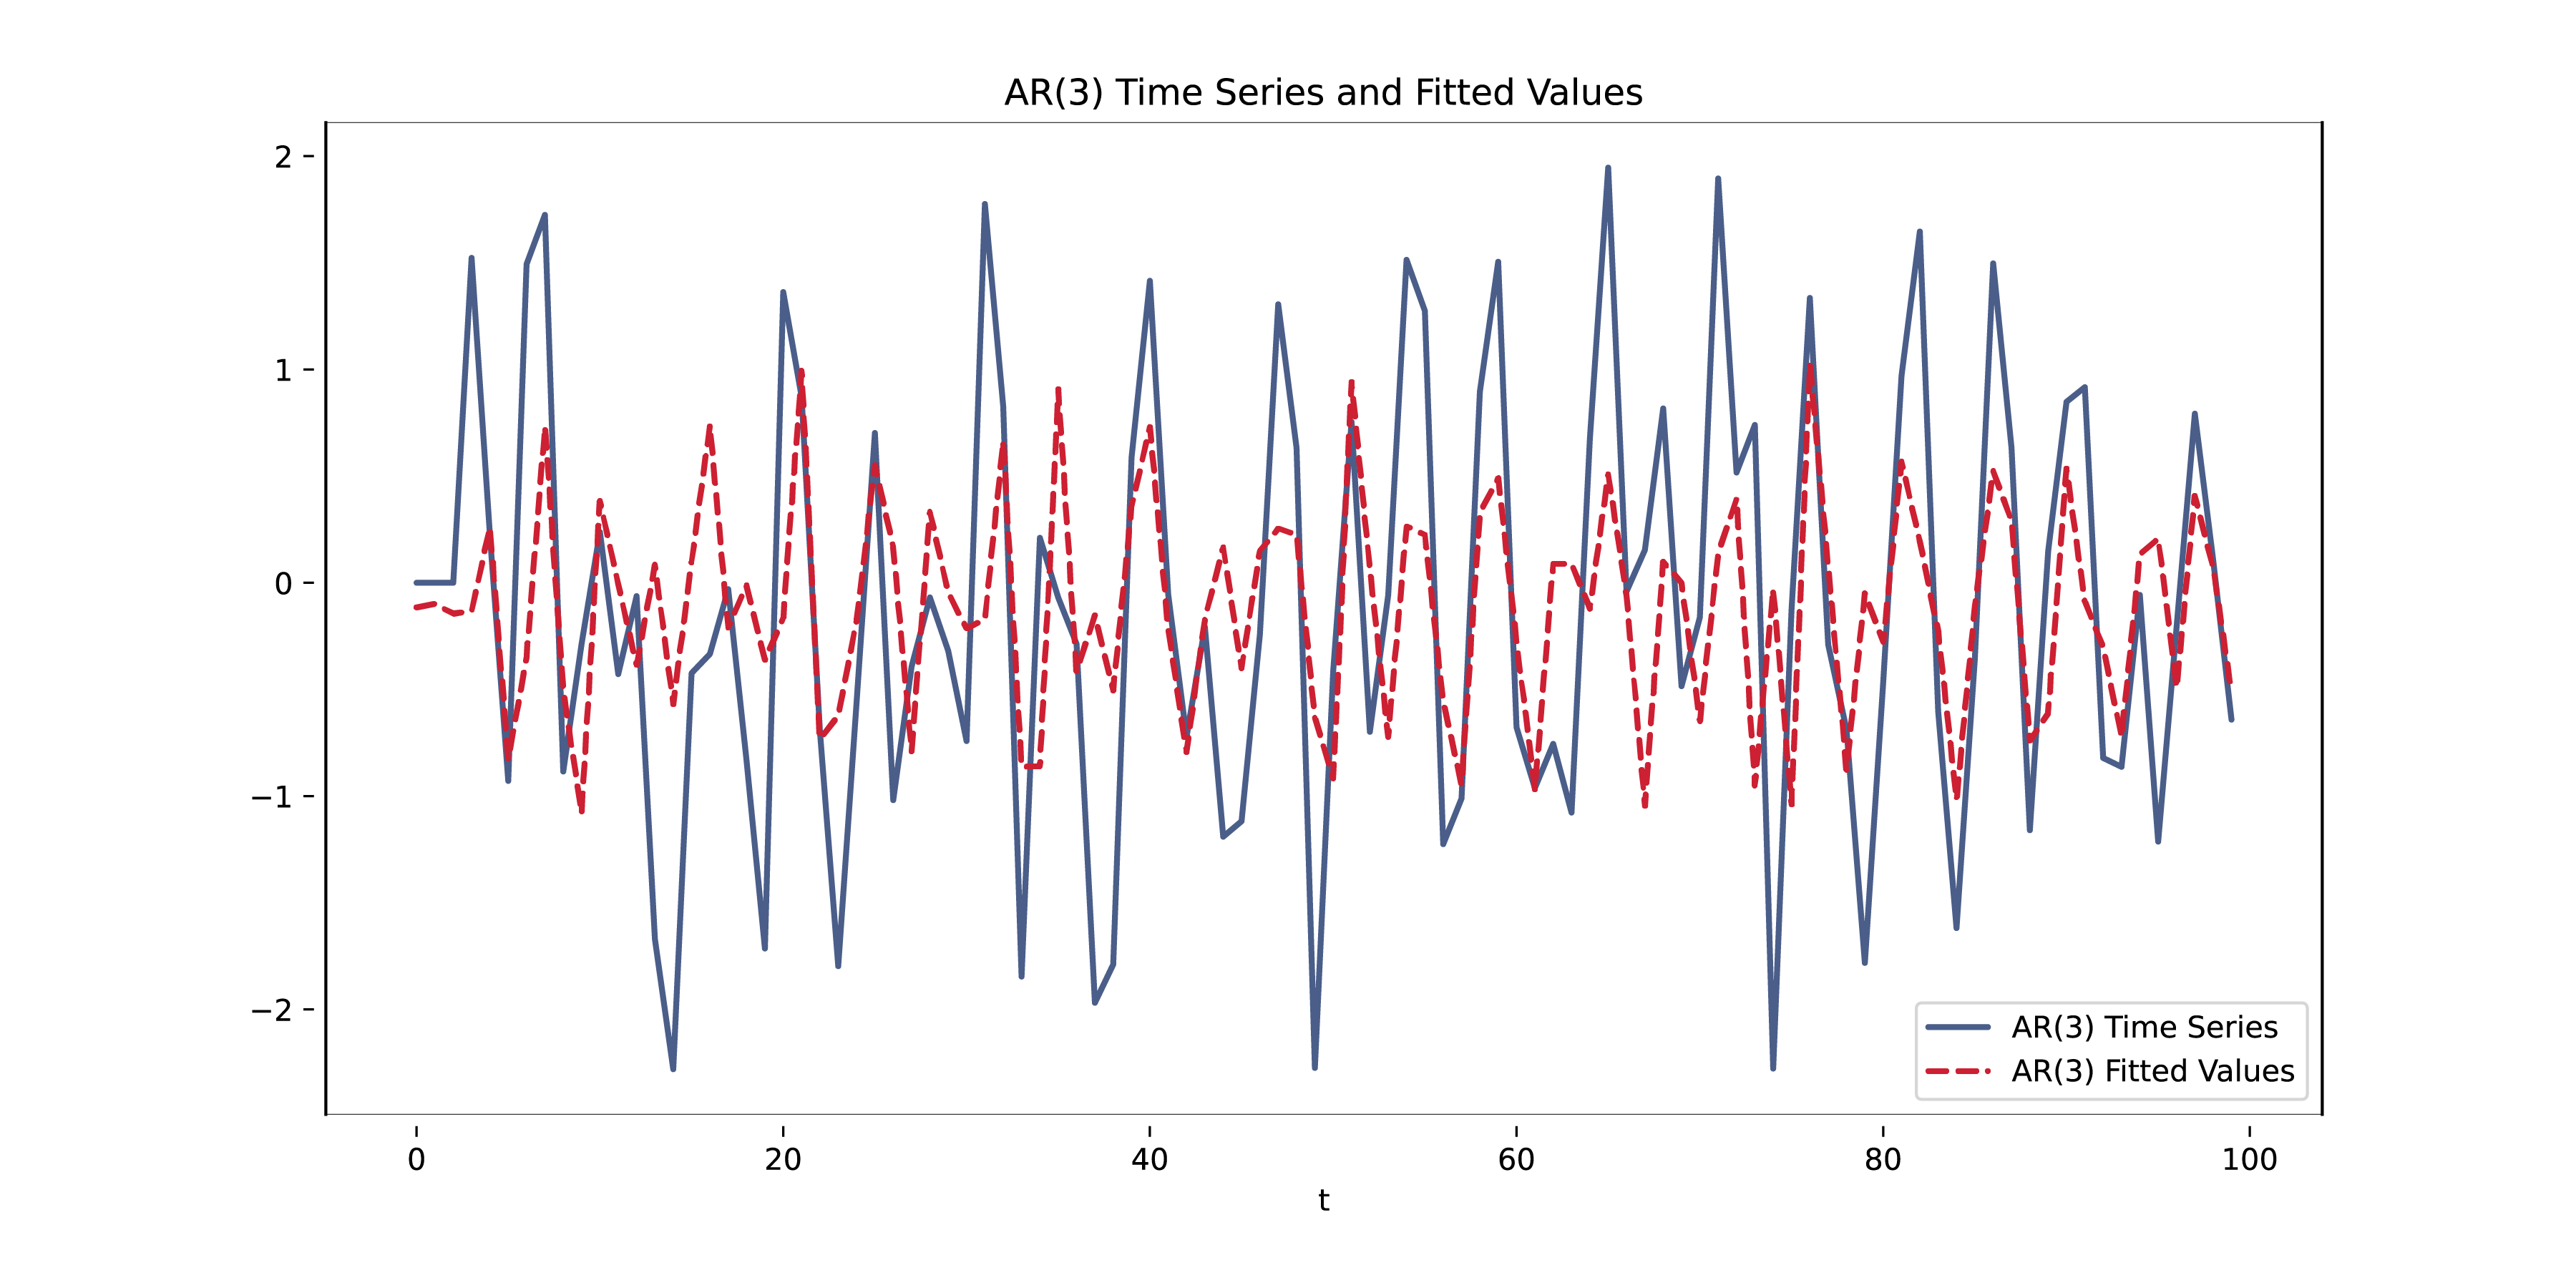 AR(3) Time Series and Fitted Values
2
1
0
−1
−2
0 20 40 60 80 100
t
AR(3) Time Series
AR(3) Fitted Values